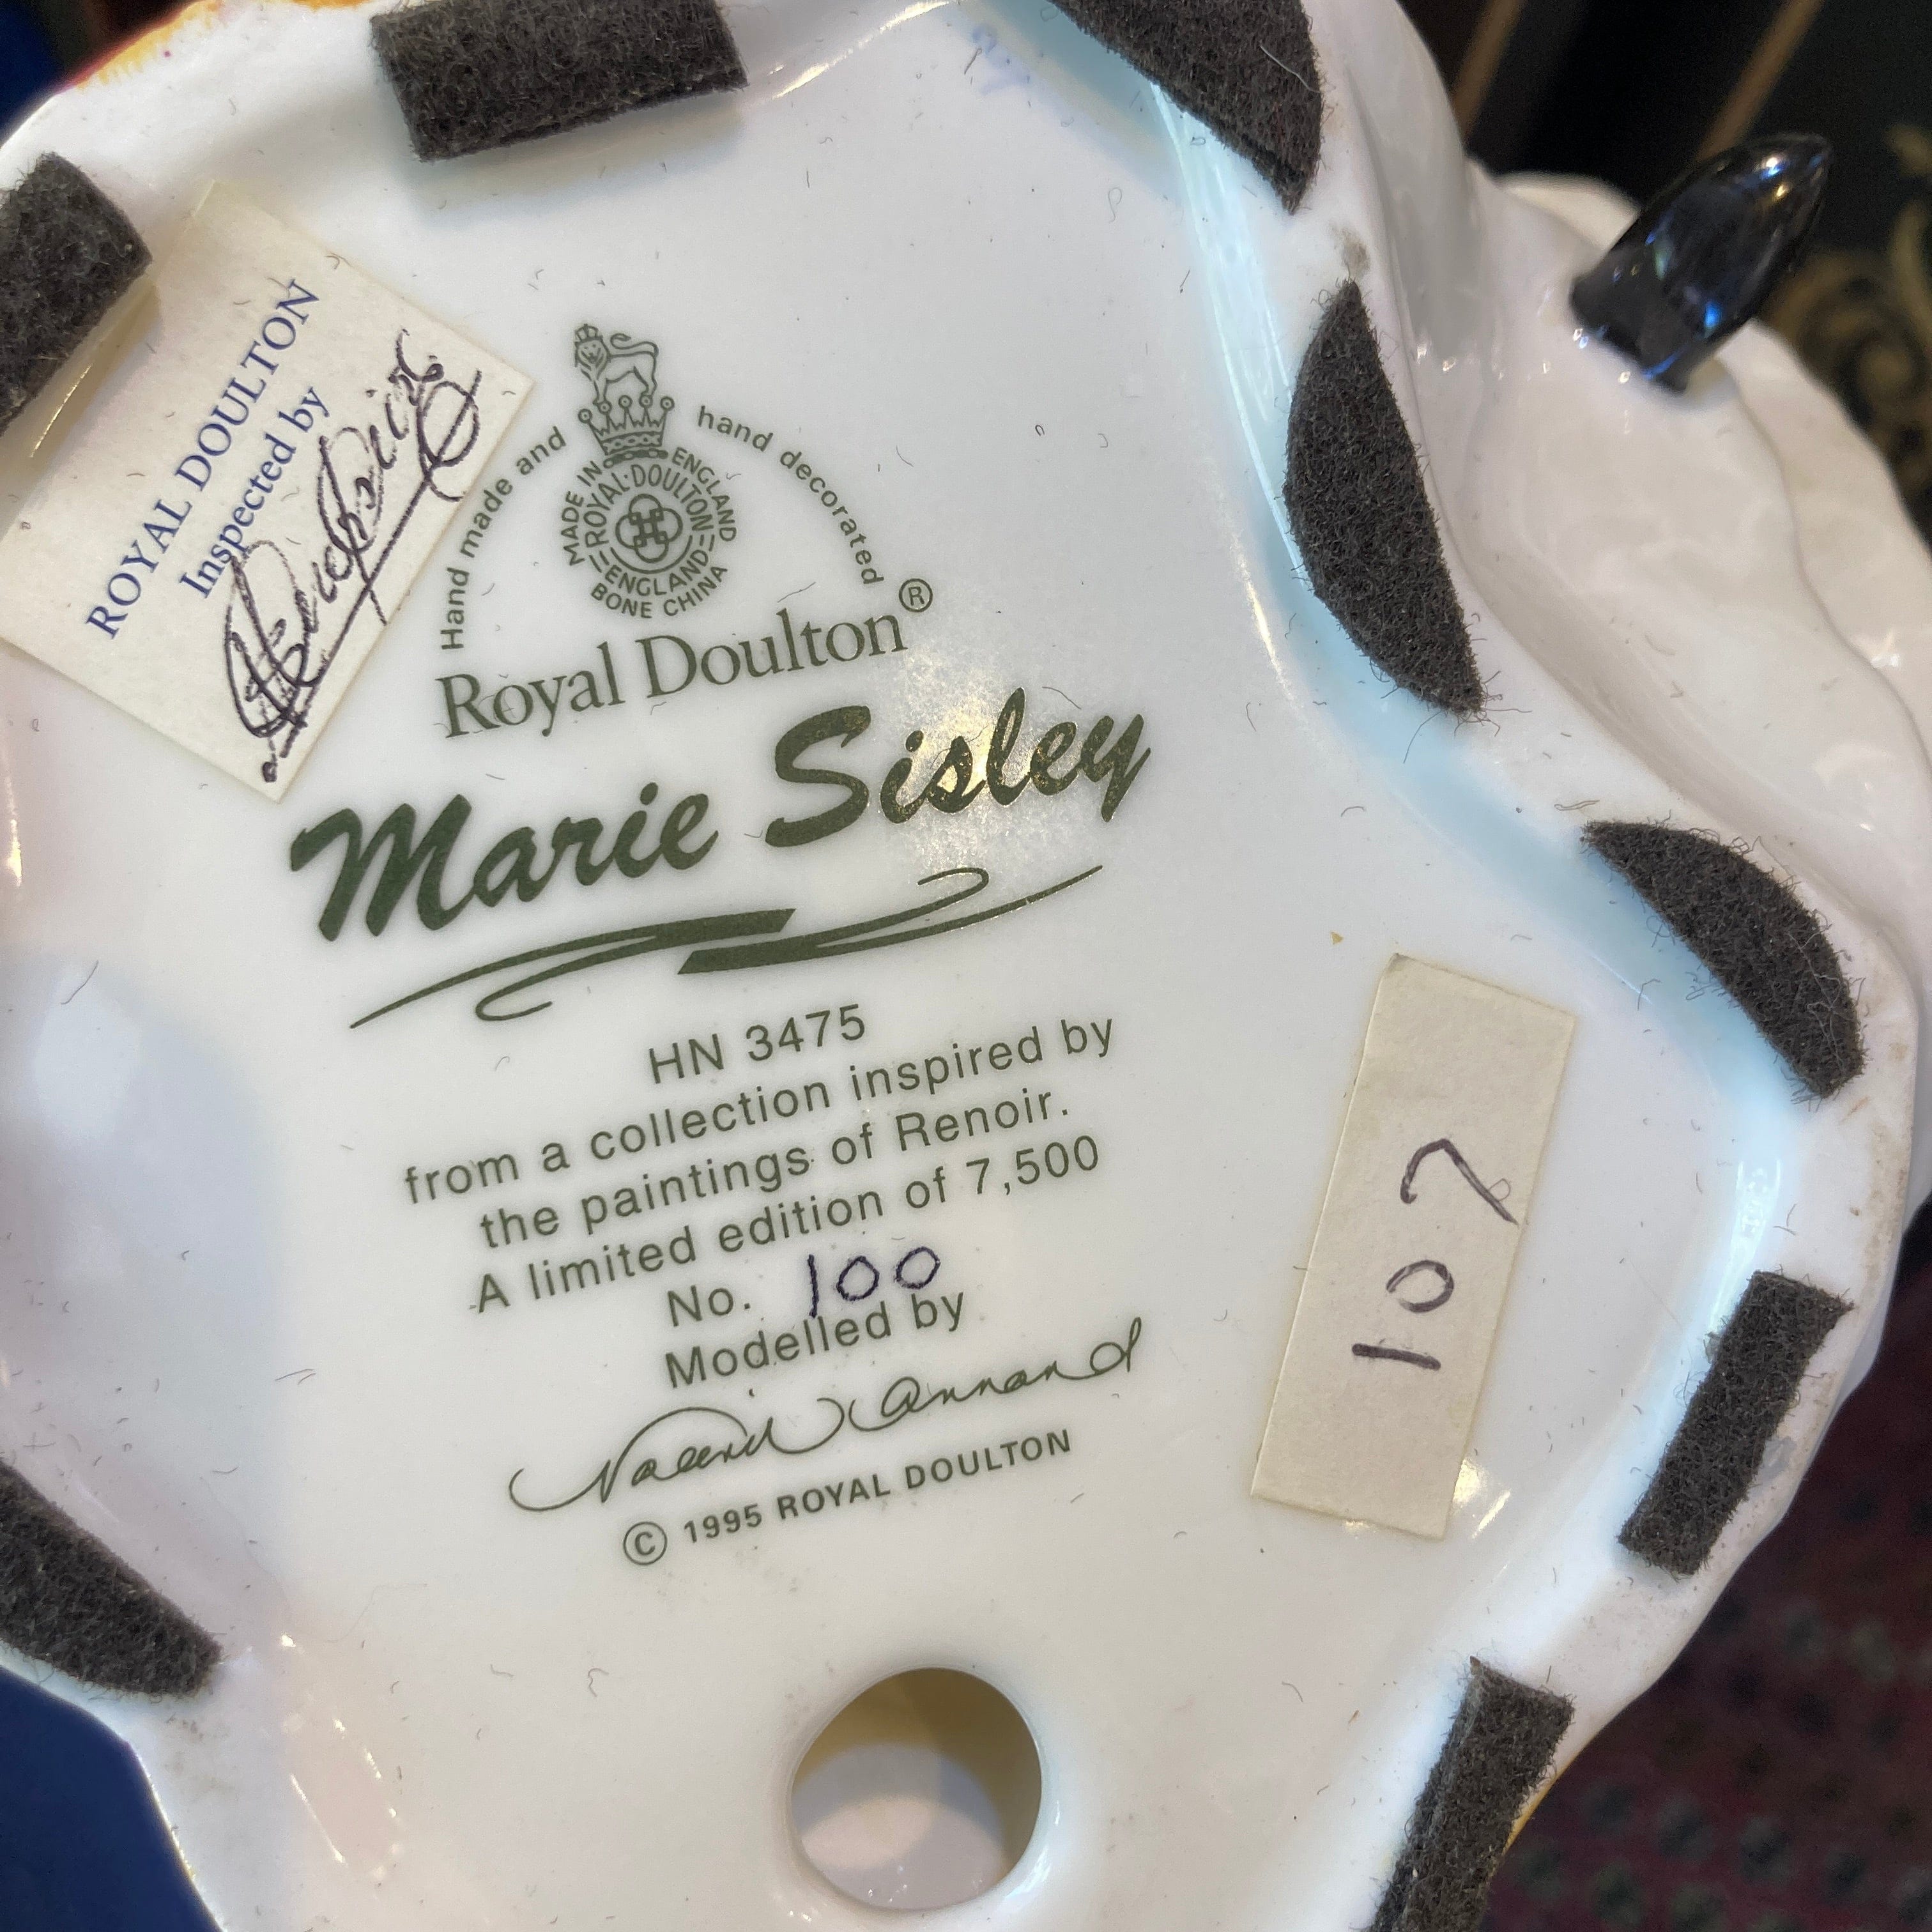 ROYAL DOULTON
Inspected by
Hand made and hand decorated
MADE IN ENGLAND
ROYAL DOULTON
ENGLAND
BONE CHINA
Royal Doulton®
Marie Sisley
HN 3475
from a collection inspired by
the paintings of Renoir.
A limited edition of 7,500
No. 100
Modelled by
Valerie Annand
© 1995 ROYAL DOULTON
107